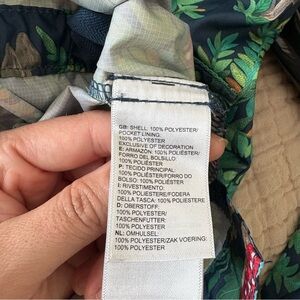 GB: SHELL: 100% POLYESTER/
POCKET LINING:
100% POLYESTER
EXCLUSIVE OF DECORATION
E: ARMAZÓN: 100% POLIÉSTER/
FORRO DEL BOLSILLO
100% POLIÉSTER
P: TECIDO PRINCIPAL:
100% POLIÉSTER/FORRO DO
BOLSO: 100% POLIÉSTER
I: RIVESTIMENTO:
100% POLIESTERE/FODERA
DELLA TASCA: 100% POLIESTERE
D: OBERSTOFF:
100% POLYESTER/
TASCHENFUTTER:
100% POLYESTER
NL: OMHULSEL:
100% POLYESTER/ZAK VOERING:
100% POLYESTER